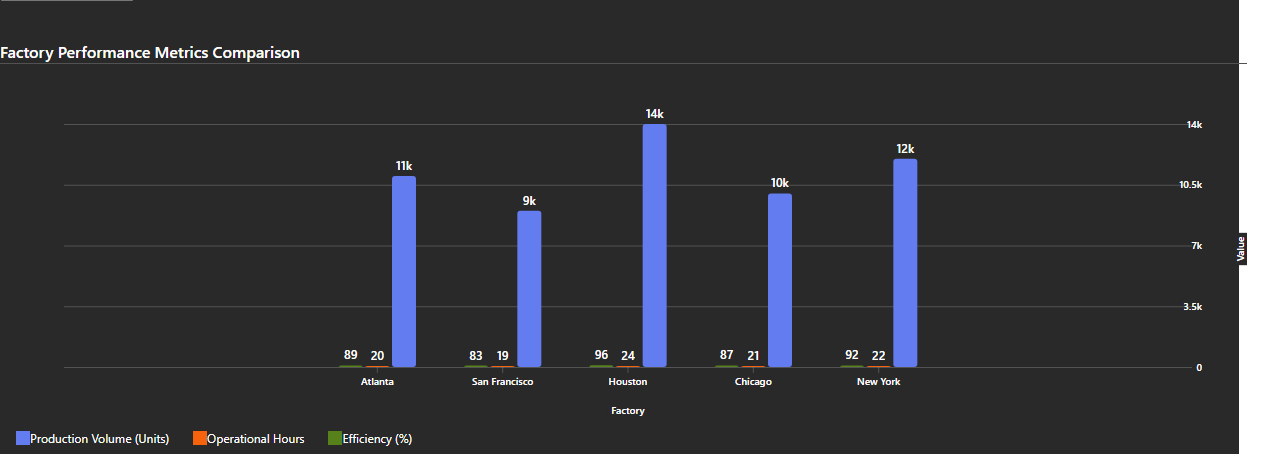 Factory Performance Metrics Comparison
14k
12k
11k
10k
9k
14k
10.5k
7k
3.5k
0
Value
89 20
83 19
96 24
87 21
92 22
Atlanta
San Francisco
Houston
Chicago
New York
Factory
Production Volume (Units) Operational Hours Efficiency (%)